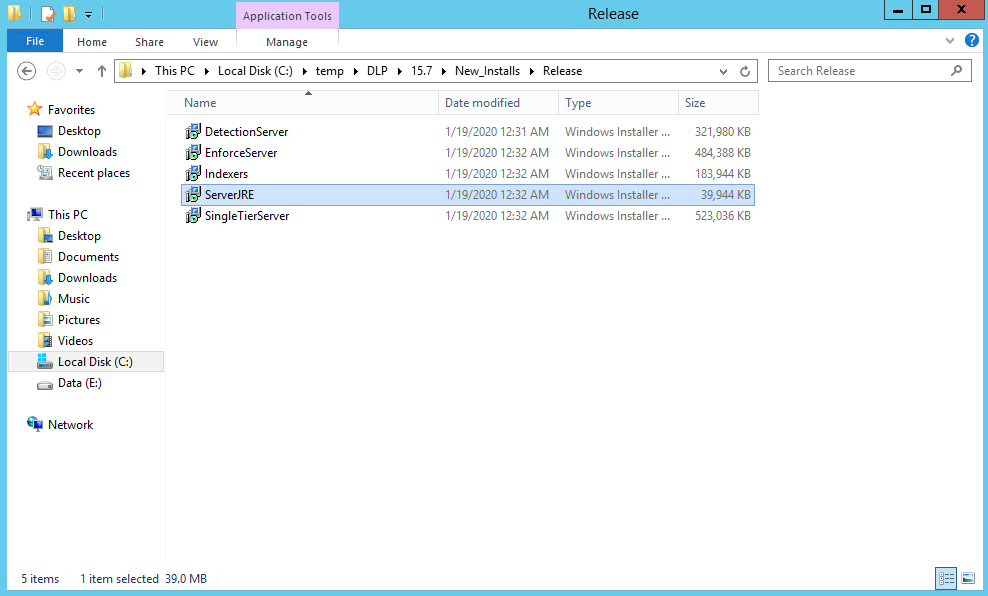 Application Tools
Release
File Home Share View Manage
This PC Local Disk (C:) temp DLP 15.7 New_Installs Release
Search Release
Name Date modified Type Size
Favorites
Desktop
Downloads
Recent places
This PC
Desktop
Documents
Downloads
Music
Pictures
Videos
Local Disk (C:)
Data (E:)
Network
DetectionServer 1/19/2020 12:31 AM Windows Installer ... 321,980 KB
EnforceServer 1/19/2020 12:32 AM Windows Installer ... 484,388 KB
Indexers 1/19/2020 12:32 AM Windows Installer ... 183,944 KB
ServerJRE 1/19/2020 12:32 AM Windows Installer ... 39,944 KB
SingleTierServer 1/19/2020 12:32 AM Windows Installer ... 523,036 KB
5 items 1 item selected 39.0 MB